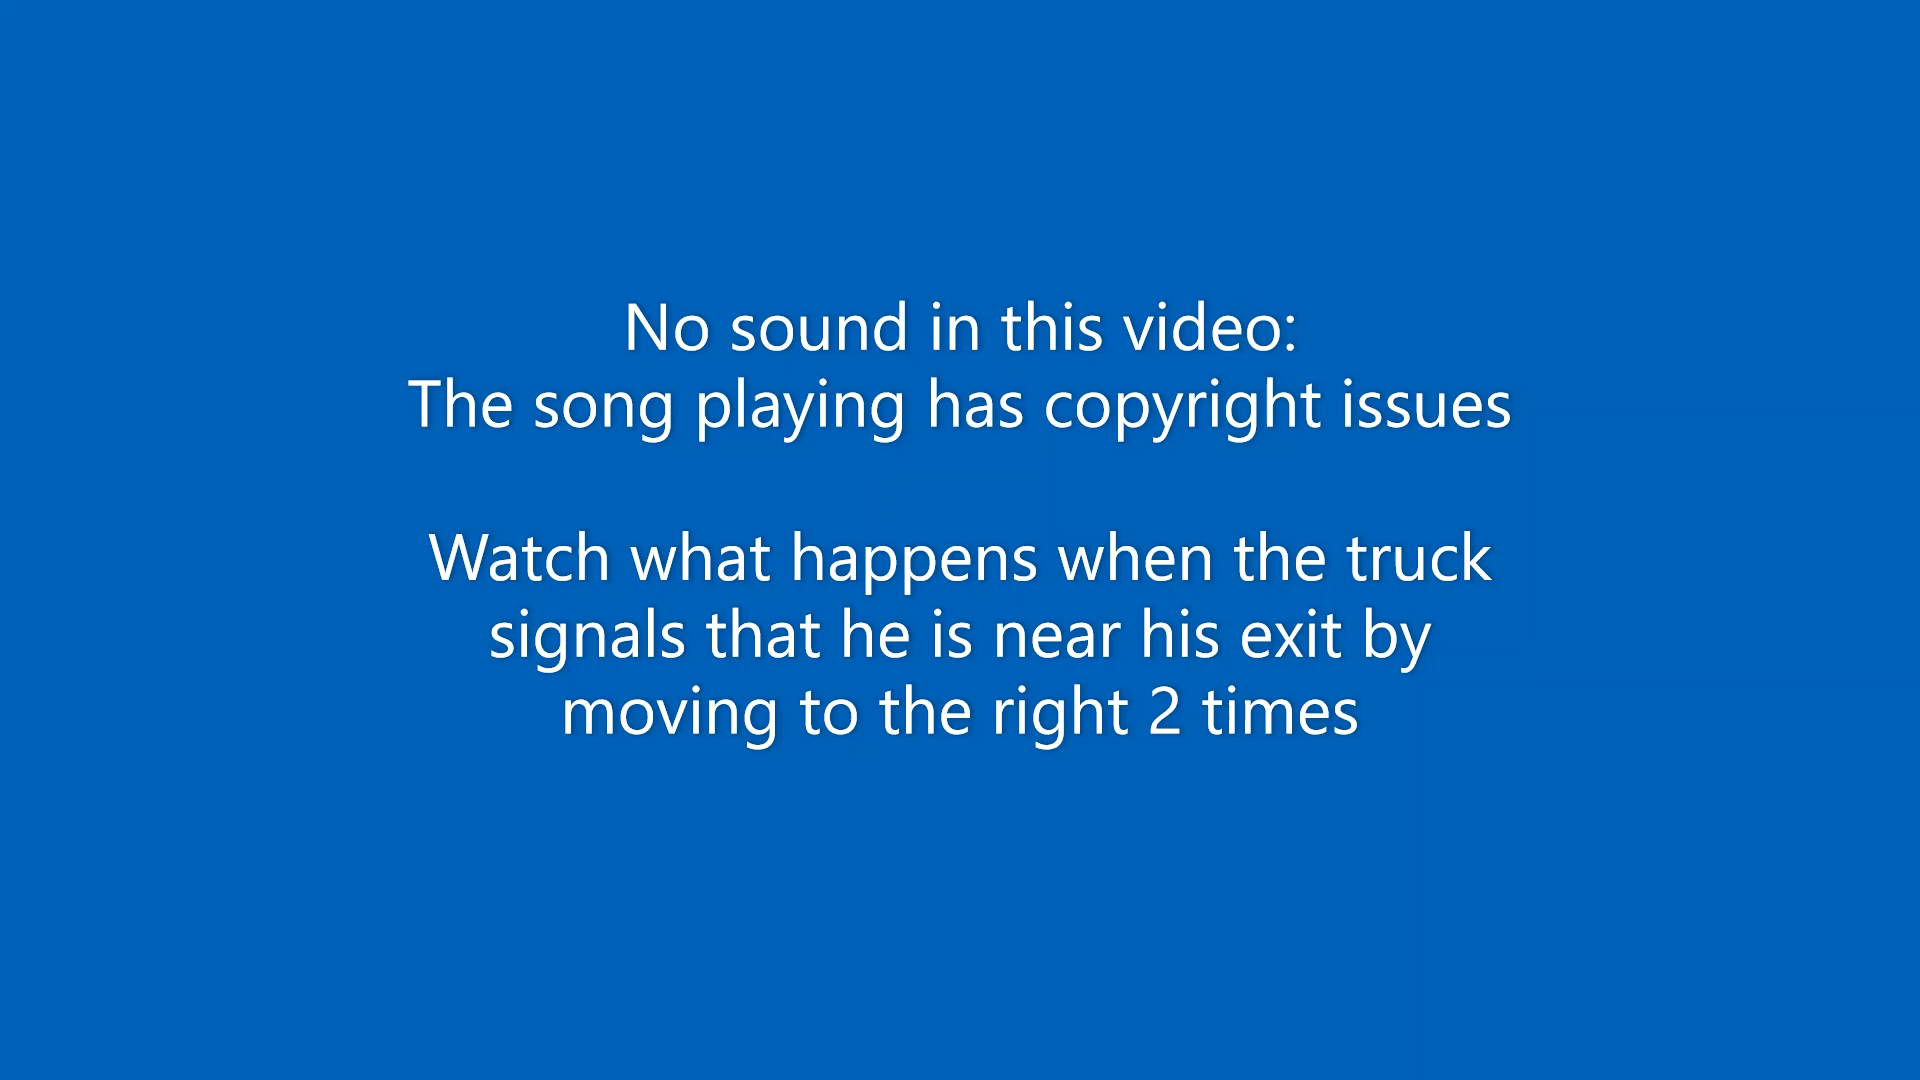 No sound in this video:
The song playing has copyright issues
Watch what happens when the truck
signals that he is near his exit by
moving to the right 2 times